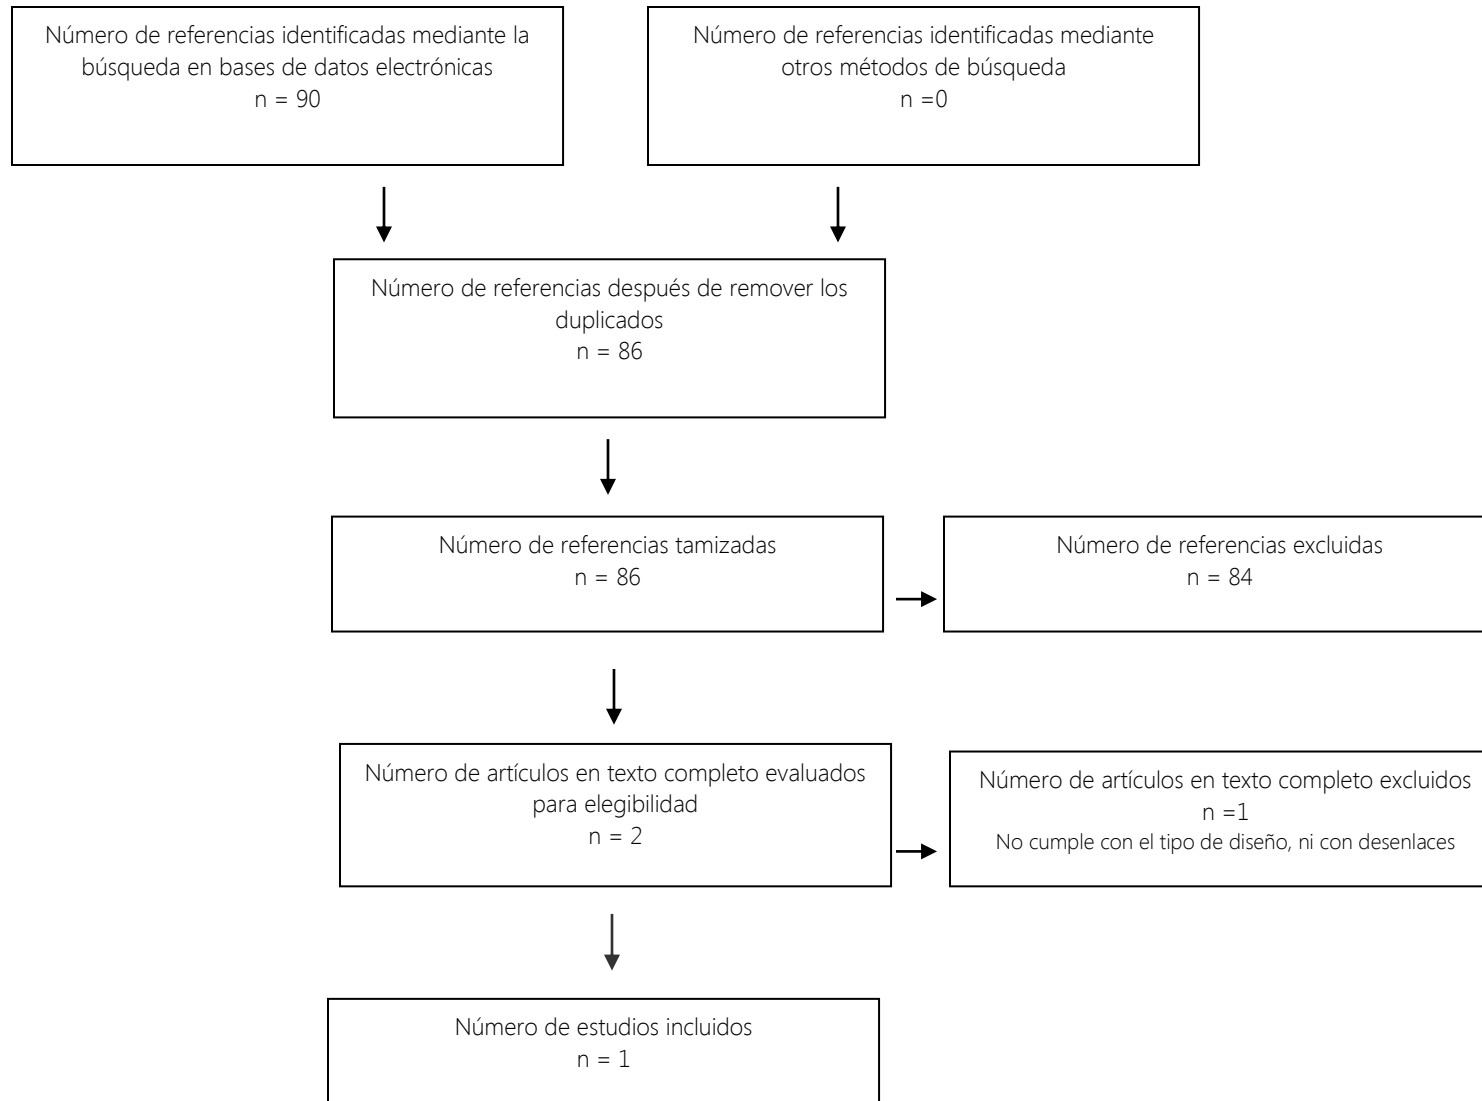 Número de referencias identificadas mediante la
búsqueda en bases de datos electrónicas
n = 90
Número de referencias identificadas mediante
otros métodos de búsqueda
n =0
Número de referencias después de remover los
duplicados
n = 86
Número de referencias tamizadas
n = 86
Número de referencias excluidas
n = 84
Número de artículos en texto completo evaluados
para elegibilidad
n = 2
Número de artículos en texto completo excluidos
n =1
No cumple con el tipo de diseño, ni con desenlaces
Número de estudios incluidos
n = 1